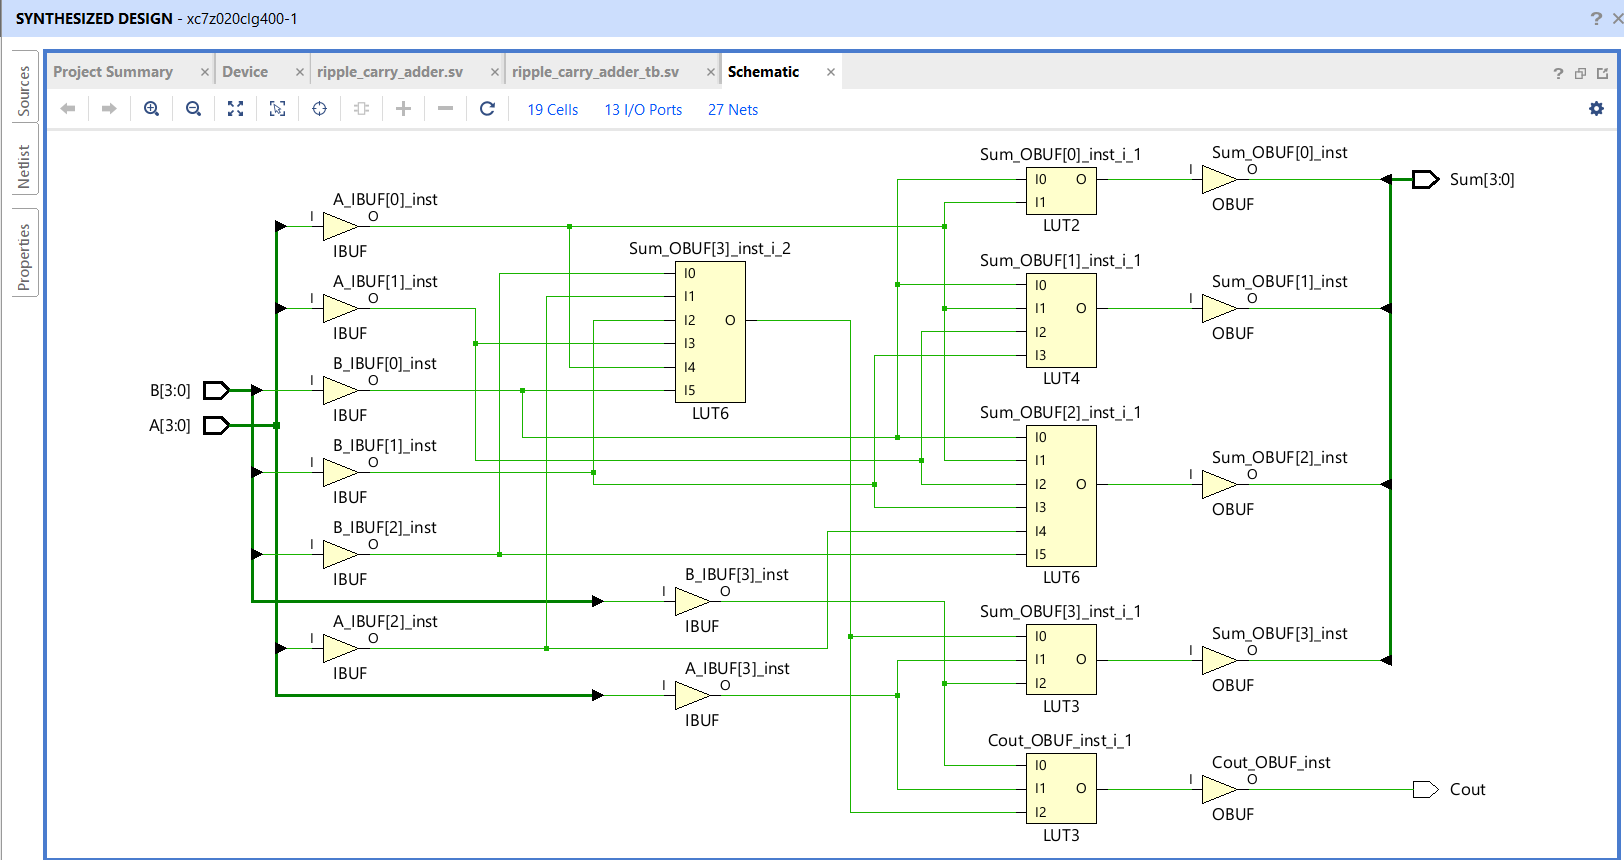 SYNTHESIZED DESIGN - xc7z020clg400-1
?
Sources
Netlist
Properties
Project Summary
Device
ripple_carry_adder.sv
ripple_carry_adder_tb.sv
Schematic
?
19 Cells
13 I/O Ports
27 Nets
B[3:0]
A[3:0]
A_IBUF[0]_inst
I
O
IBUF
A_IBUF[1]_inst
I
O
IBUF
B_IBUF[0]_inst
I
O
IBUF
B_IBUF[1]_inst
I
O
IBUF
B_IBUF[2]_inst
I
O
IBUF
A_IBUF[2]_inst
I
O
IBUF
Sum_OBUF[3]_inst_i_2
I0
I1
I2
I3
I4
I5
O
LUT6
B_IBUF[3]_inst
I
O
IBUF
A_IBUF[3]_inst
I
O
IBUF
Sum_OBUF[0]_inst_i_1
I0
I1
O
LUT2
Sum_OBUF[1]_inst_i_1
I0
I1
I2
I3
O
LUT4
Sum_OBUF[2]_inst_i_1
I0
I1
I2
I3
I4
I5
O
LUT6
Sum_OBUF[3]_inst_i_1
I0
I1
I2
O
LUT3
Cout_OBUF_inst_i_1
I0
I1
I2
O
LUT3
Sum_OBUF[0]_inst
I
O
OBUF
Sum_OBUF[1]_inst
I
O
OBUF
Sum_OBUF[2]_inst
I
O
OBUF
Sum_OBUF[3]_inst
I
O
OBUF
Cout_OBUF_inst
I
O
OBUF
Sum[3:0]
Cout